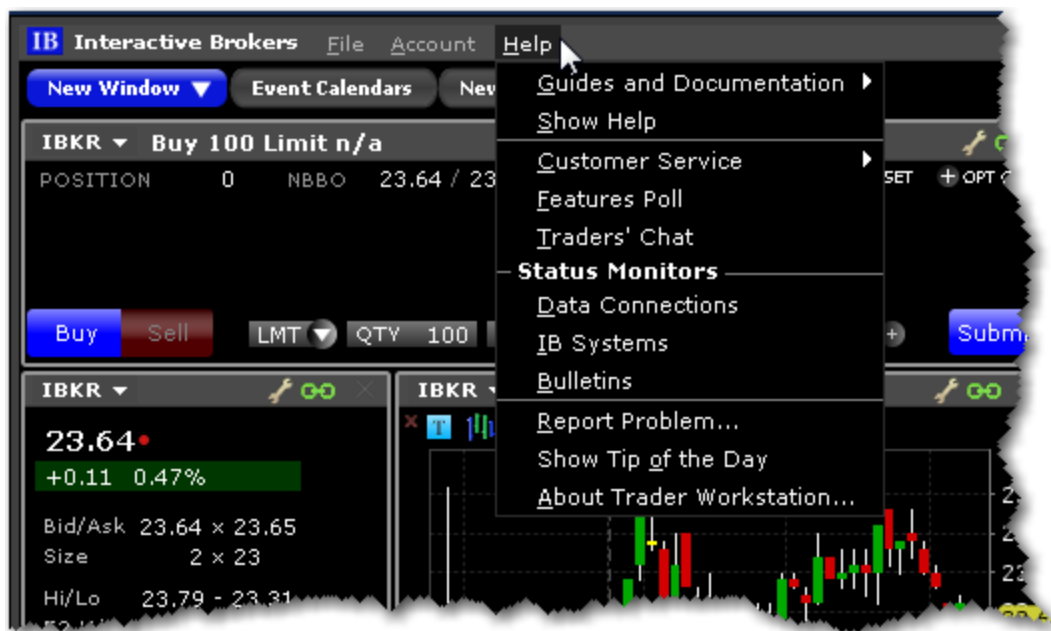 IB Interactive Brokers File Account Help
New Window Event Calendars
Guides and Documentation
Show Help
Customer Service
Features Poll
Traders' Chat
Status Monitors
Data Connections
IB Systems
Bulletins
Report Problem...
Show Tip of the Day
About Trader Workstation...
IBKR Buy 100 Limit n/a
POSITION 0 NBBO 23.64 / 23
OPT
Buy Sell LMT QTY 100
IBKR
23.64
+0.11 0.47%
Bid/Ask 23.64 × 23.65
Size 2 × 23
Hi/Lo 23.79 - 23.31
IBKR
T